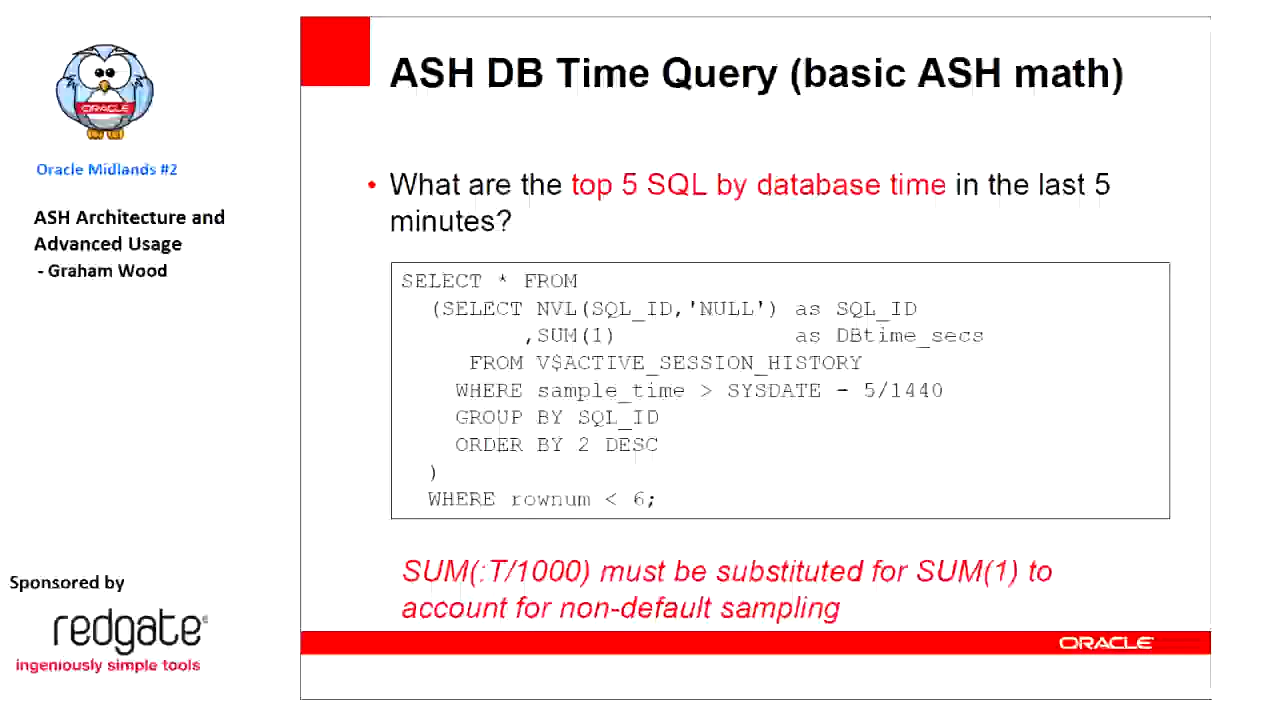 ORACLE
Oracle Midlands #2
ASH Architecture and
Advanced Usage
- Graham Wood
Sponsored by
redgate®
ingeniously simple tools
ASH DB Time Query (basic ASH math)
• What are the top 5 SQL by database time in the last 5
minutes?
SELECT * FROM
(SELECT NVL(SQL_ID,'NULL') as SQL_ID
,SUM(1) as DBtime_secs
FROM V$ACTIVE_SESSION_HISTORY
WHERE sample_time > SYSDATE - 5/1440
GROUP BY SQL_ID
ORDER BY 2 DESC
)
WHERE rownum < 6;
SUM(:T/1000) must be substituted for SUM(1) to
account for non-default sampling
ORACLE